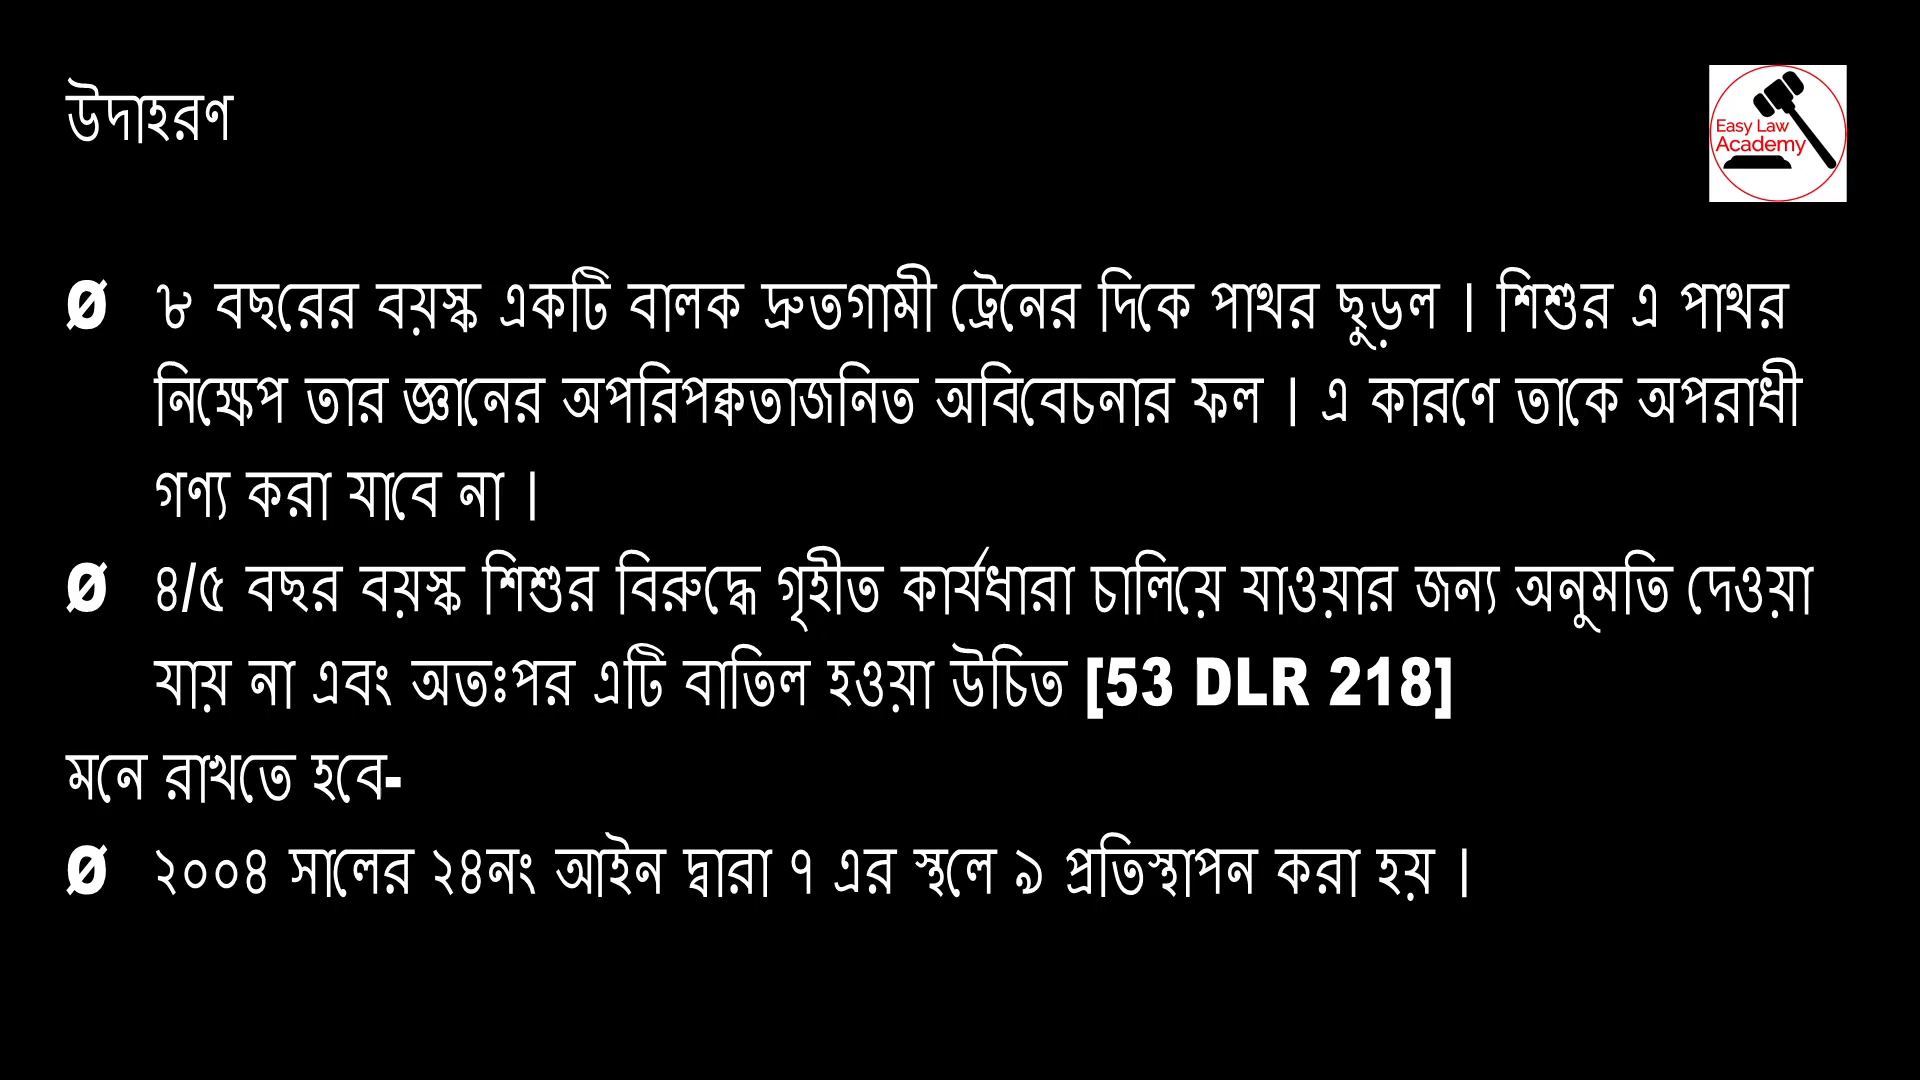 উদাহরণ
Easy Law
Academy
Ø ৮ বছরের বয়স্ক একটি বালক দ্রুতগামী ট্রেনের দিকে পাথর ছুড়ল । শিশুর এ পাথর
নিক্ষেপ তার জ্ঞানের অপরিপক্বতাজনিত অবিবেচনার ফল । এ কারণে তাকে অপরাধী
গণ্য করা যাবে না ।
Ø ৪/৫ বছর বয়স্ক শিশুর বিরুদ্ধে গৃহীত কার্যধারা চালিয়ে যাওয়ার জন্য অনুমতি দেওয়া
যায় না এবং অতঃপর এটি বাতিল হওয়া উচিত [53 DLR 218]
মনে রাখতে হবে-
Ø ২০০৪ সালের ২৪নং আইন দ্বারা ৭ এর স্থলে ৯ প্রতিস্থাপন করা হয় ।